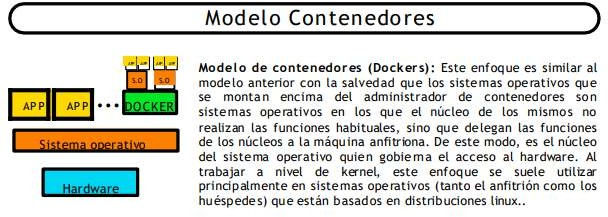 Modelo Contenedores
APP APP APP APP
S.O S.O
APP APP ••• DOCKER
Sistema operativo
Hardware
Modelo de contenedores (Dockers): Este enfoque es similar al
modelo anterior con la salvedad que los sistemas operativos que
se montan encima del administrador de contenedores son
sistemas operativos en los que el núcleo de los mismos no
realizan las funciones habituales, sino que delegan las funciones
de los núcleos a la máquina anfitriona. De este modo, es el núcleo
del sistema operativo quien gobierna el acceso al hardware. Al
trabajar a nivel de kernel, este enfoque se suele utilizar
principalmente en sistemas operativos (tanto el anfitrión como los
huéspedes) que están basados en distribuciones linux..